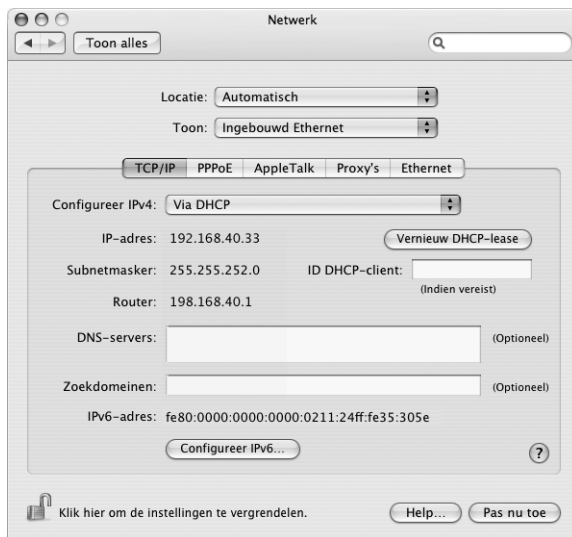 Netwerk
Toon alles
Locatie: Automatisch
Toon: Ingebouwd Ethernet
TCP/IP PPPoE AppleTalk Proxy's Ethernet
Configureer IPv4: Via DHCP
IP-adres: 192.168.40.33 Vernieuw DHCP-lease
Subnetmasker: 255.255.252.0 ID DHCP-client:
(Indien vereist)
Router: 198.168.40.1
DNS-servers: (Optioneel)
Zoekdomeinen: (Optioneel)
IPv6-adres: fe80:0000:0000:0000:0211:24ff:fe35:305e
Configureer IPv6... ?
Klik hier om de instellingen te vergrendelen. Help... Pas nu toe